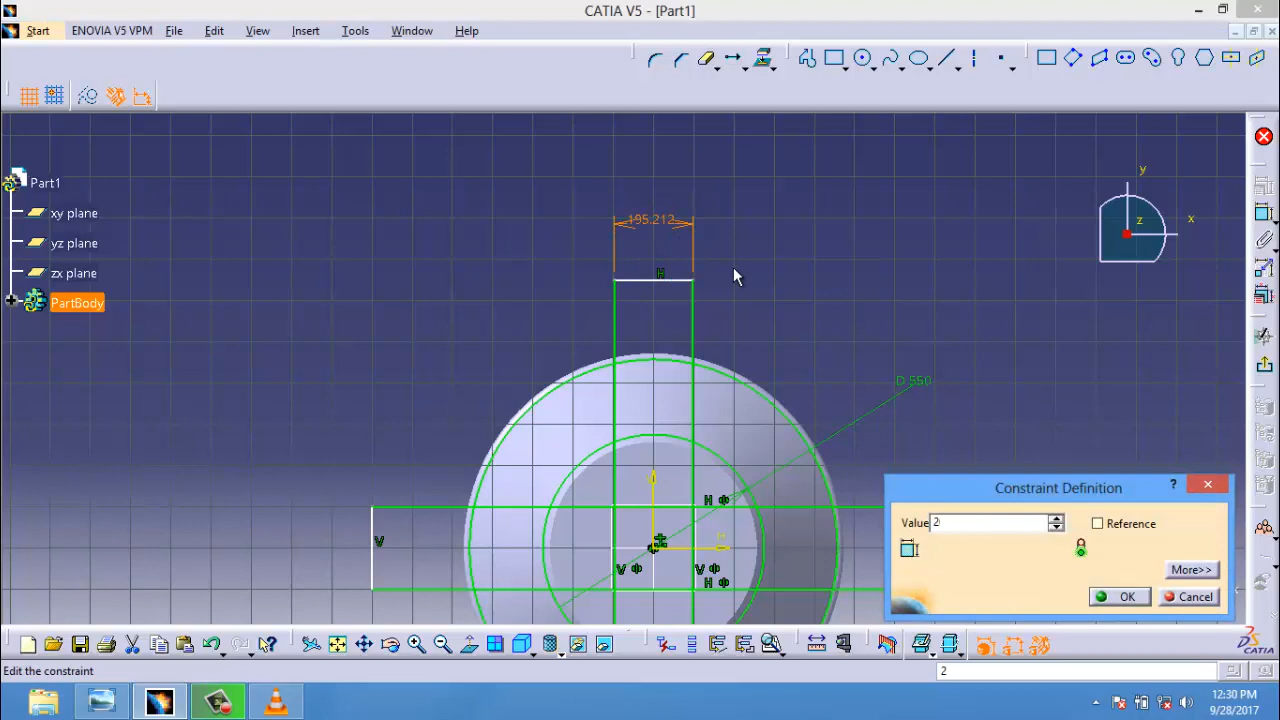 CATIA V5 - [Part1]
Start ENOVIA V5 VPM File Edit View Insert Tools Window Help
y
x
z
Part1
xy plane
yz plane
zx plane
PartBody
195.212
H
D 550
V
H
V
V
H
H
Constraint Definition
?
Value 2
Reference
More>>
OK
Cancel
Edit the constraint
2
CATIA
12:30 PM
9/28/2017